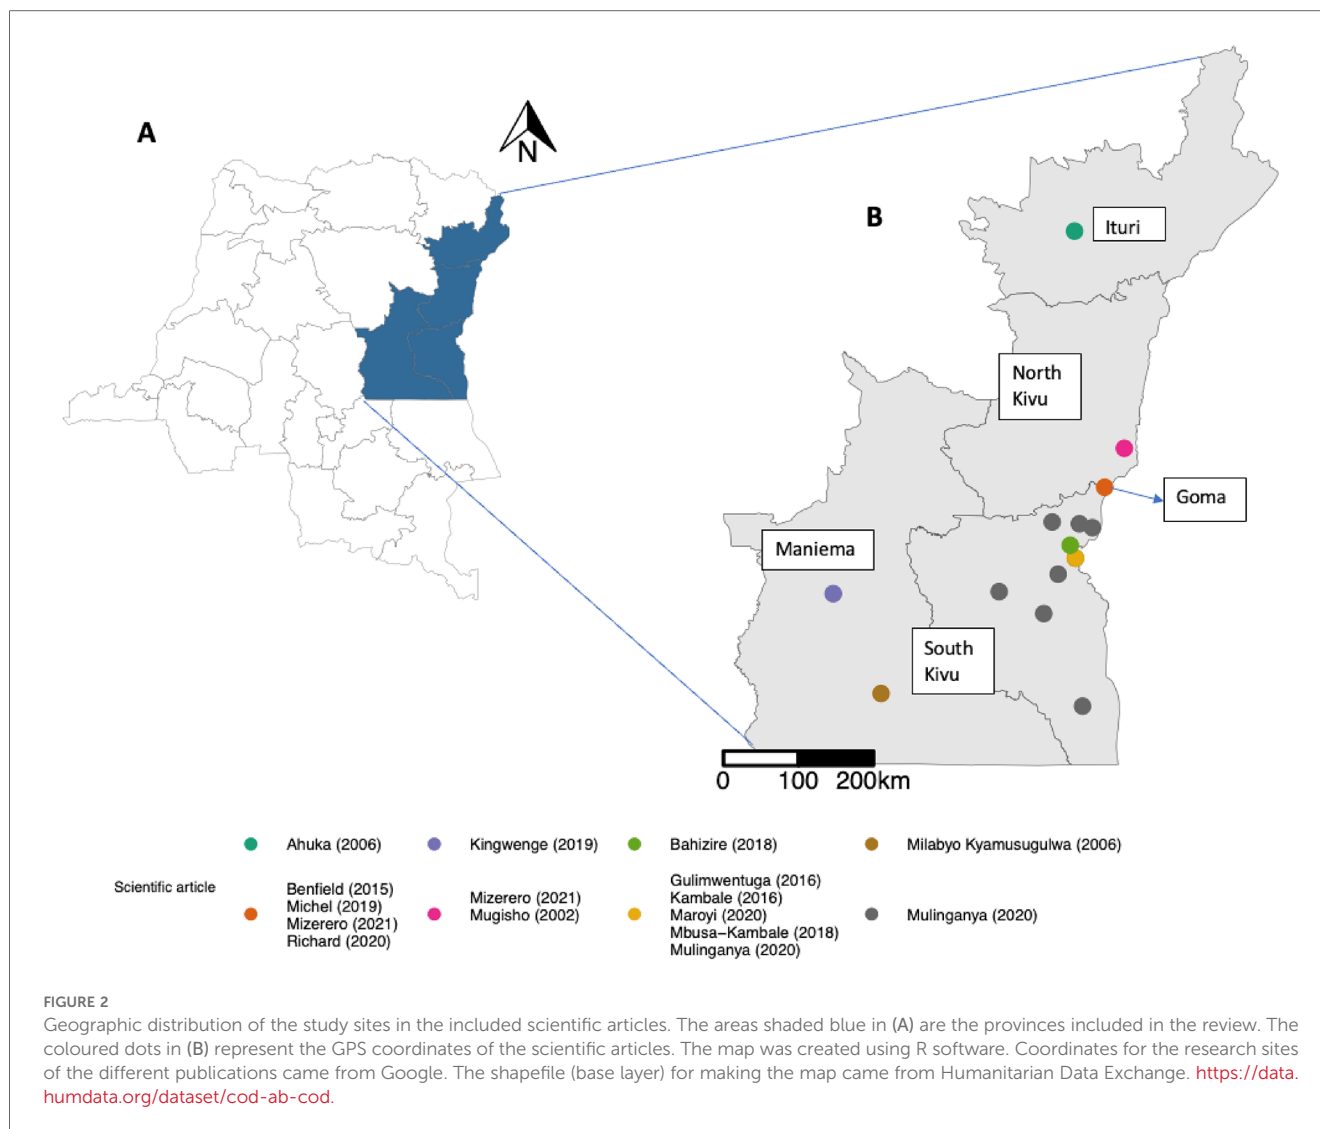 A
N
B
Ituri
North
Kivu
Goma
Maniema
South
Kivu
0 100 200km
Scientific article
Ahuka (2006)
Kingwenge (2019)
Bahizire (2018)
Milabyo Kyamusugulwa (2006)
Benfield (2015)
Michel (2019)
Mizerero (2021)
Richard (2020)
Mizerero (2021)
Mugisho (2002)
Gulimwentuga (2016)
Kambale (2016)
Maroyi (2020)
Mbusa−Kambale (2018)
Mulinganya (2020)
Mulinganya (2020)
FIGURE 2
Geographic distribution of the study sites in the included scientific articles. The areas shaded blue in (A) are the provinces included in the review. The
coloured dots in (B) represent the GPS coordinates of the scientific articles. The map was created using R software. Coordinates for the research sites
of the different publications came from Google. The shapefile (base layer) for making the map came from Humanitarian Data Exchange. https://data.
humdata.org/dataset/cod-ab-cod.